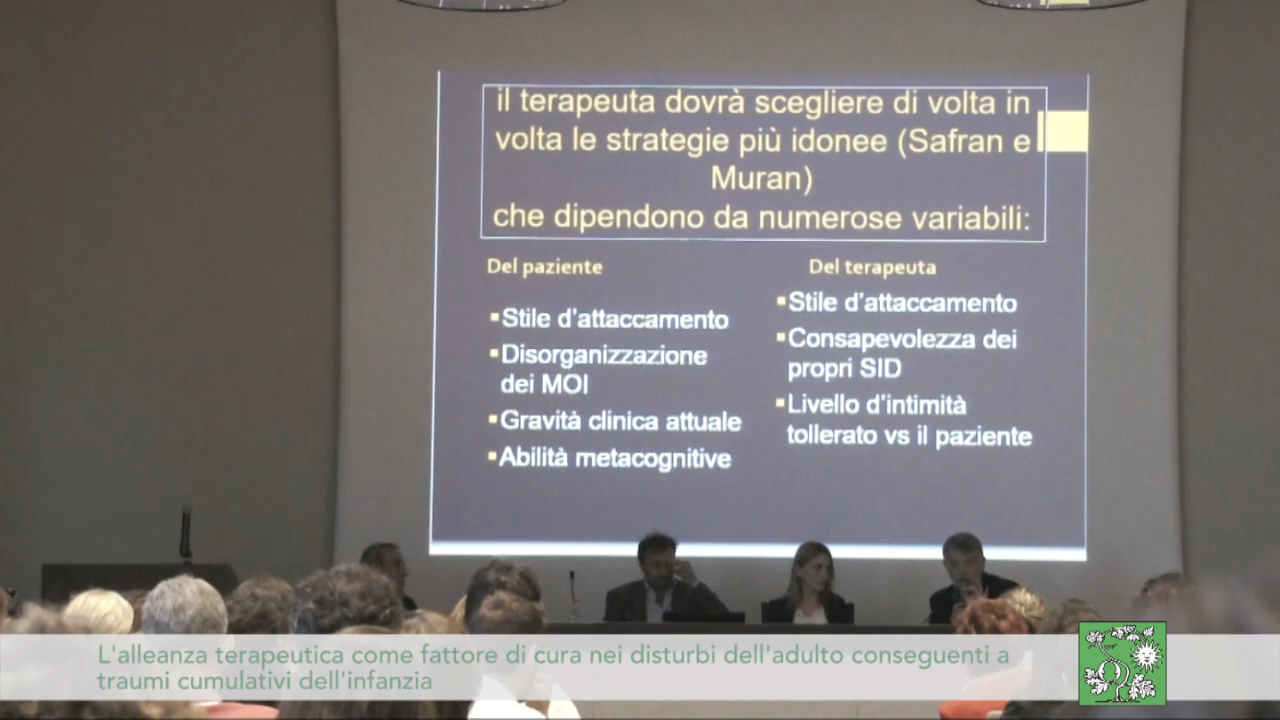 il terapeuta dovrà scegliere di volta in
volta le strategie più idonee (Safran e
Muran)
che dipendono da numerose variabili:
Del paziente
▪Stile d'attaccamento
▪Disorganizzazione
dei MOI
▪Gravità clinica attuale
▪Abilità metacognitive
Del terapeuta
▪Stile d'attaccamento
▪Consapevolezza dei
propri SID
▪Livello d'intimità
tollerato vs il paziente
L'alleanza terapeutica come fattore di cura nei disturbi dell'adulto conseguenti a
traumi cumulativi dell'infanzia